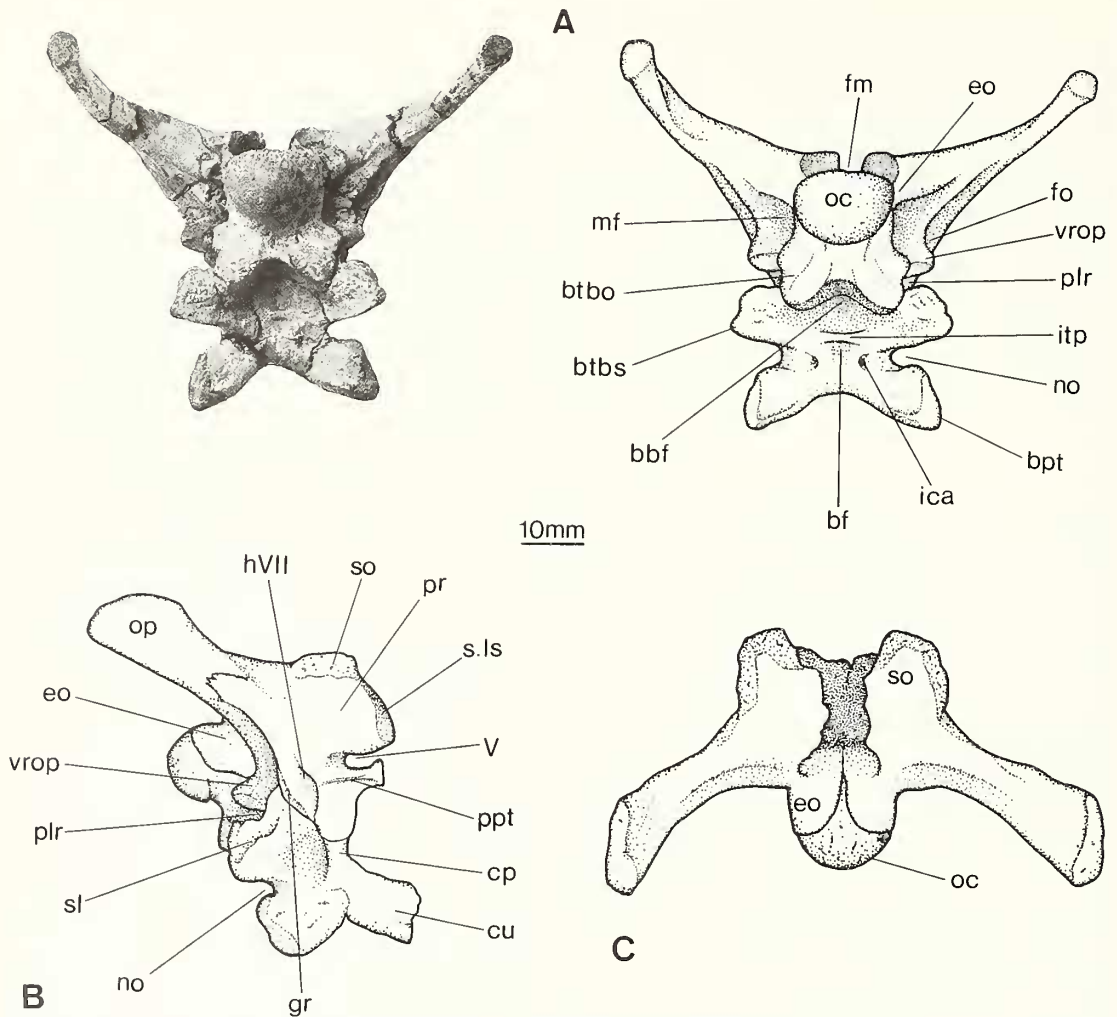 A
fm
eo
oc
mf
fo
vrop
btbo
plr
btbs
itp
no
bbf
bpt
ica
bf
10mm
hVII
so
pr
op
s.ls
eo
so
V
vrop
ppt
plr
eo
cp
sl
oc
cu
no
C
B
gr